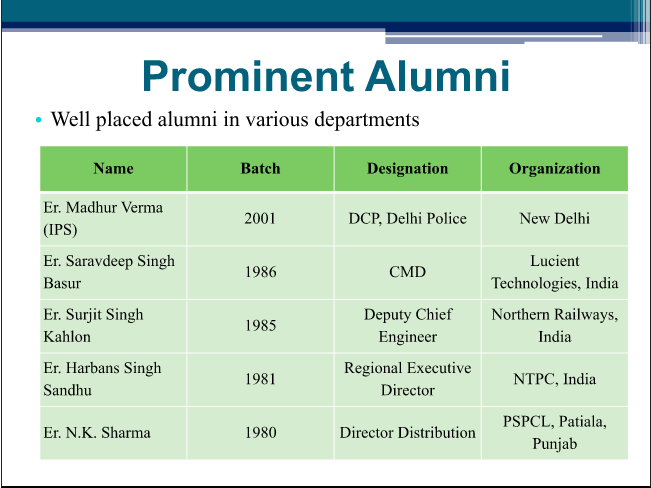 Prominent Alumni
• Well placed alumni in various departments
Name Batch Designation Organization
Er. Madhur Verma
(IPS)
2001
DCP, Delhi Police
New Delhi
Er. Saravdeep Singh
Basur
1986
CMD
Lucient
Technologies, India
Er. Surjit Singh
Kahlon
1985
Deputy Chief
Engineer
Northern Railways,
India
Er. Harbans Singh
Sandhu
1981
Regional Executive
Director
NTPC, India
Er. N.K. Sharma
1980
Director Distribution
PSPCL, Patiala,
Punjab